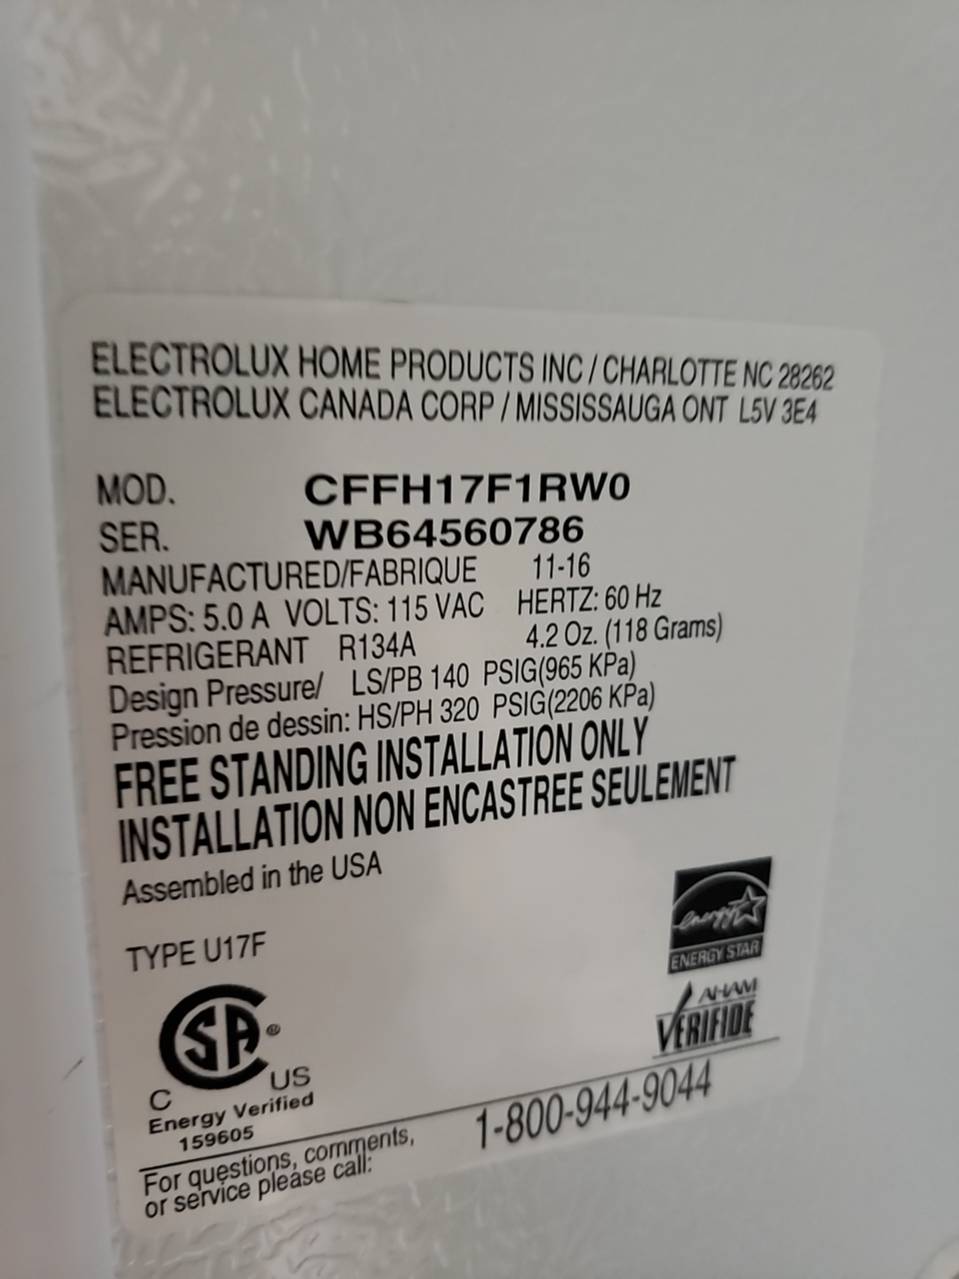 ELECTROLUX HOME PRODUCTS INC / CHARLOTTE NC 28262
ELECTROLUX CANADA CORP / MISSISSAUGA ONT L5V 3E4
MOD. CFFH17F1RW0
SER. WB64560786
MANUFACTURED/FABRIQUE 11-16
AMPS: 5.0 A VOLTS: 115 VAC HERTZ: 60 Hz
REFRIGERANT R134A 4.2 Oz. (118 Grams)
Design Pressure/ LS/PB 140 PSIG(965 KPa)
Pression de dessin: HS/PH 320 PSIG(2206 KPa)
FREE STANDING INSTALLATION ONLY
INSTALLATION NON ENCASTREE SEULEMENT
Assembled in the USA
energy
ENERGY STAR
TYPE U17F
AHAM
VERIFIDE
SA ®
C US
Energy Verified
159605
For questions, comments,
or service please call:
1-800-944-9044